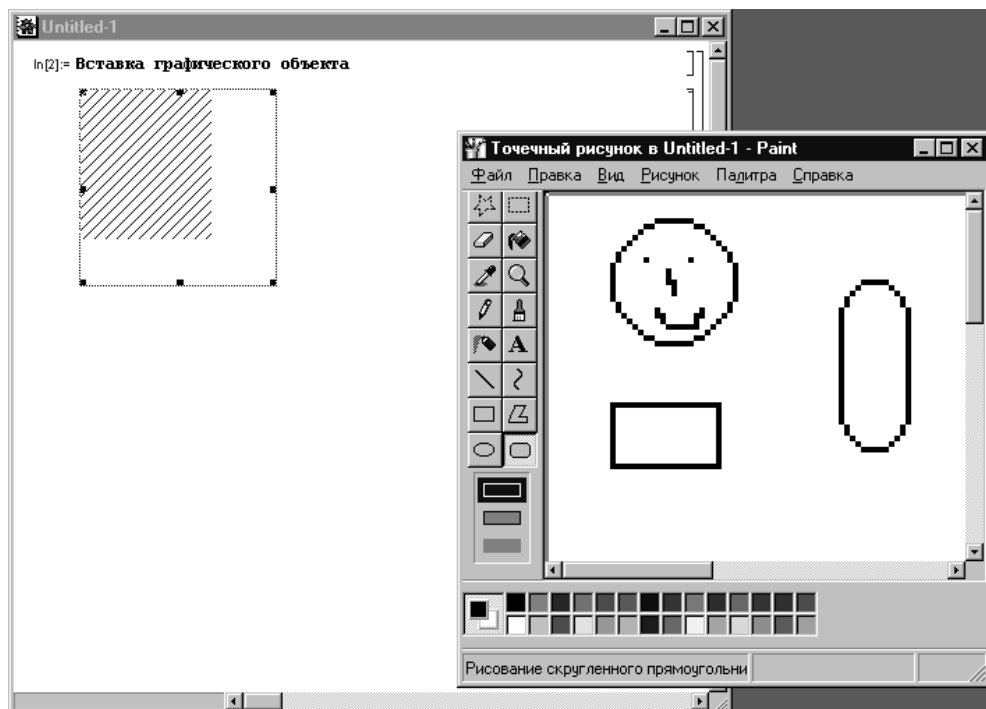 Untitled-1
In[2]:= Вставка графического объекта
Точечный рисунок в Untitled-1 - Paint
Файл Правка Вид Рисунок Палитра Справка
A
Рисование скругленного прямоугольни